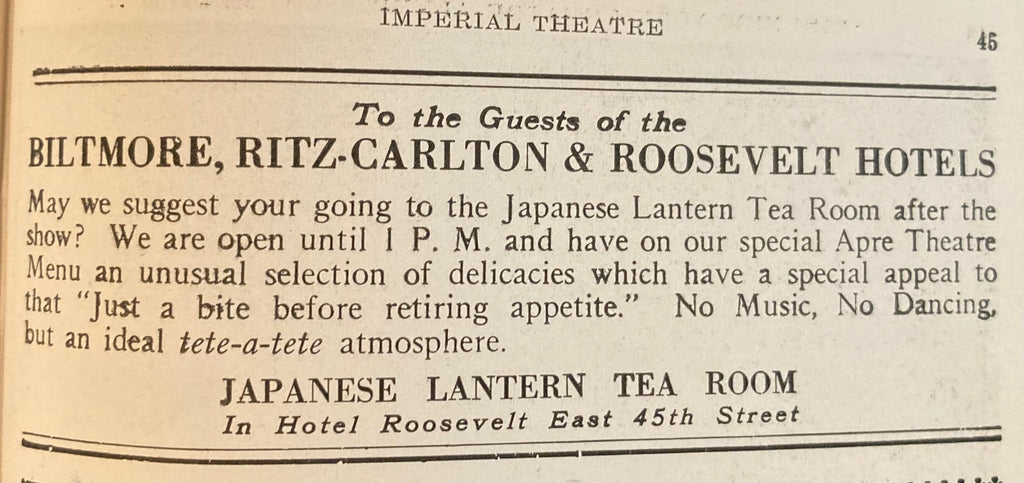 IMPERIAL THEATRE
45
To the Guests of the
BILTMORE, RITZ-CARLTON & ROOSEVELT HOTELS
May we suggest your going to the Japanese Lantern Tea Room after the
show? We are open until 1 P. M. and have on our special Apre Theatre
Menu an unusual selection of delicacies which have a special appeal to
that "Just a bite before retiring appetite." No Music, No Dancing,
but an ideal tete-a-tete atmosphere.
JAPANESE LANTERN TEA ROOM
In Hotel Roosevelt East 45th Street